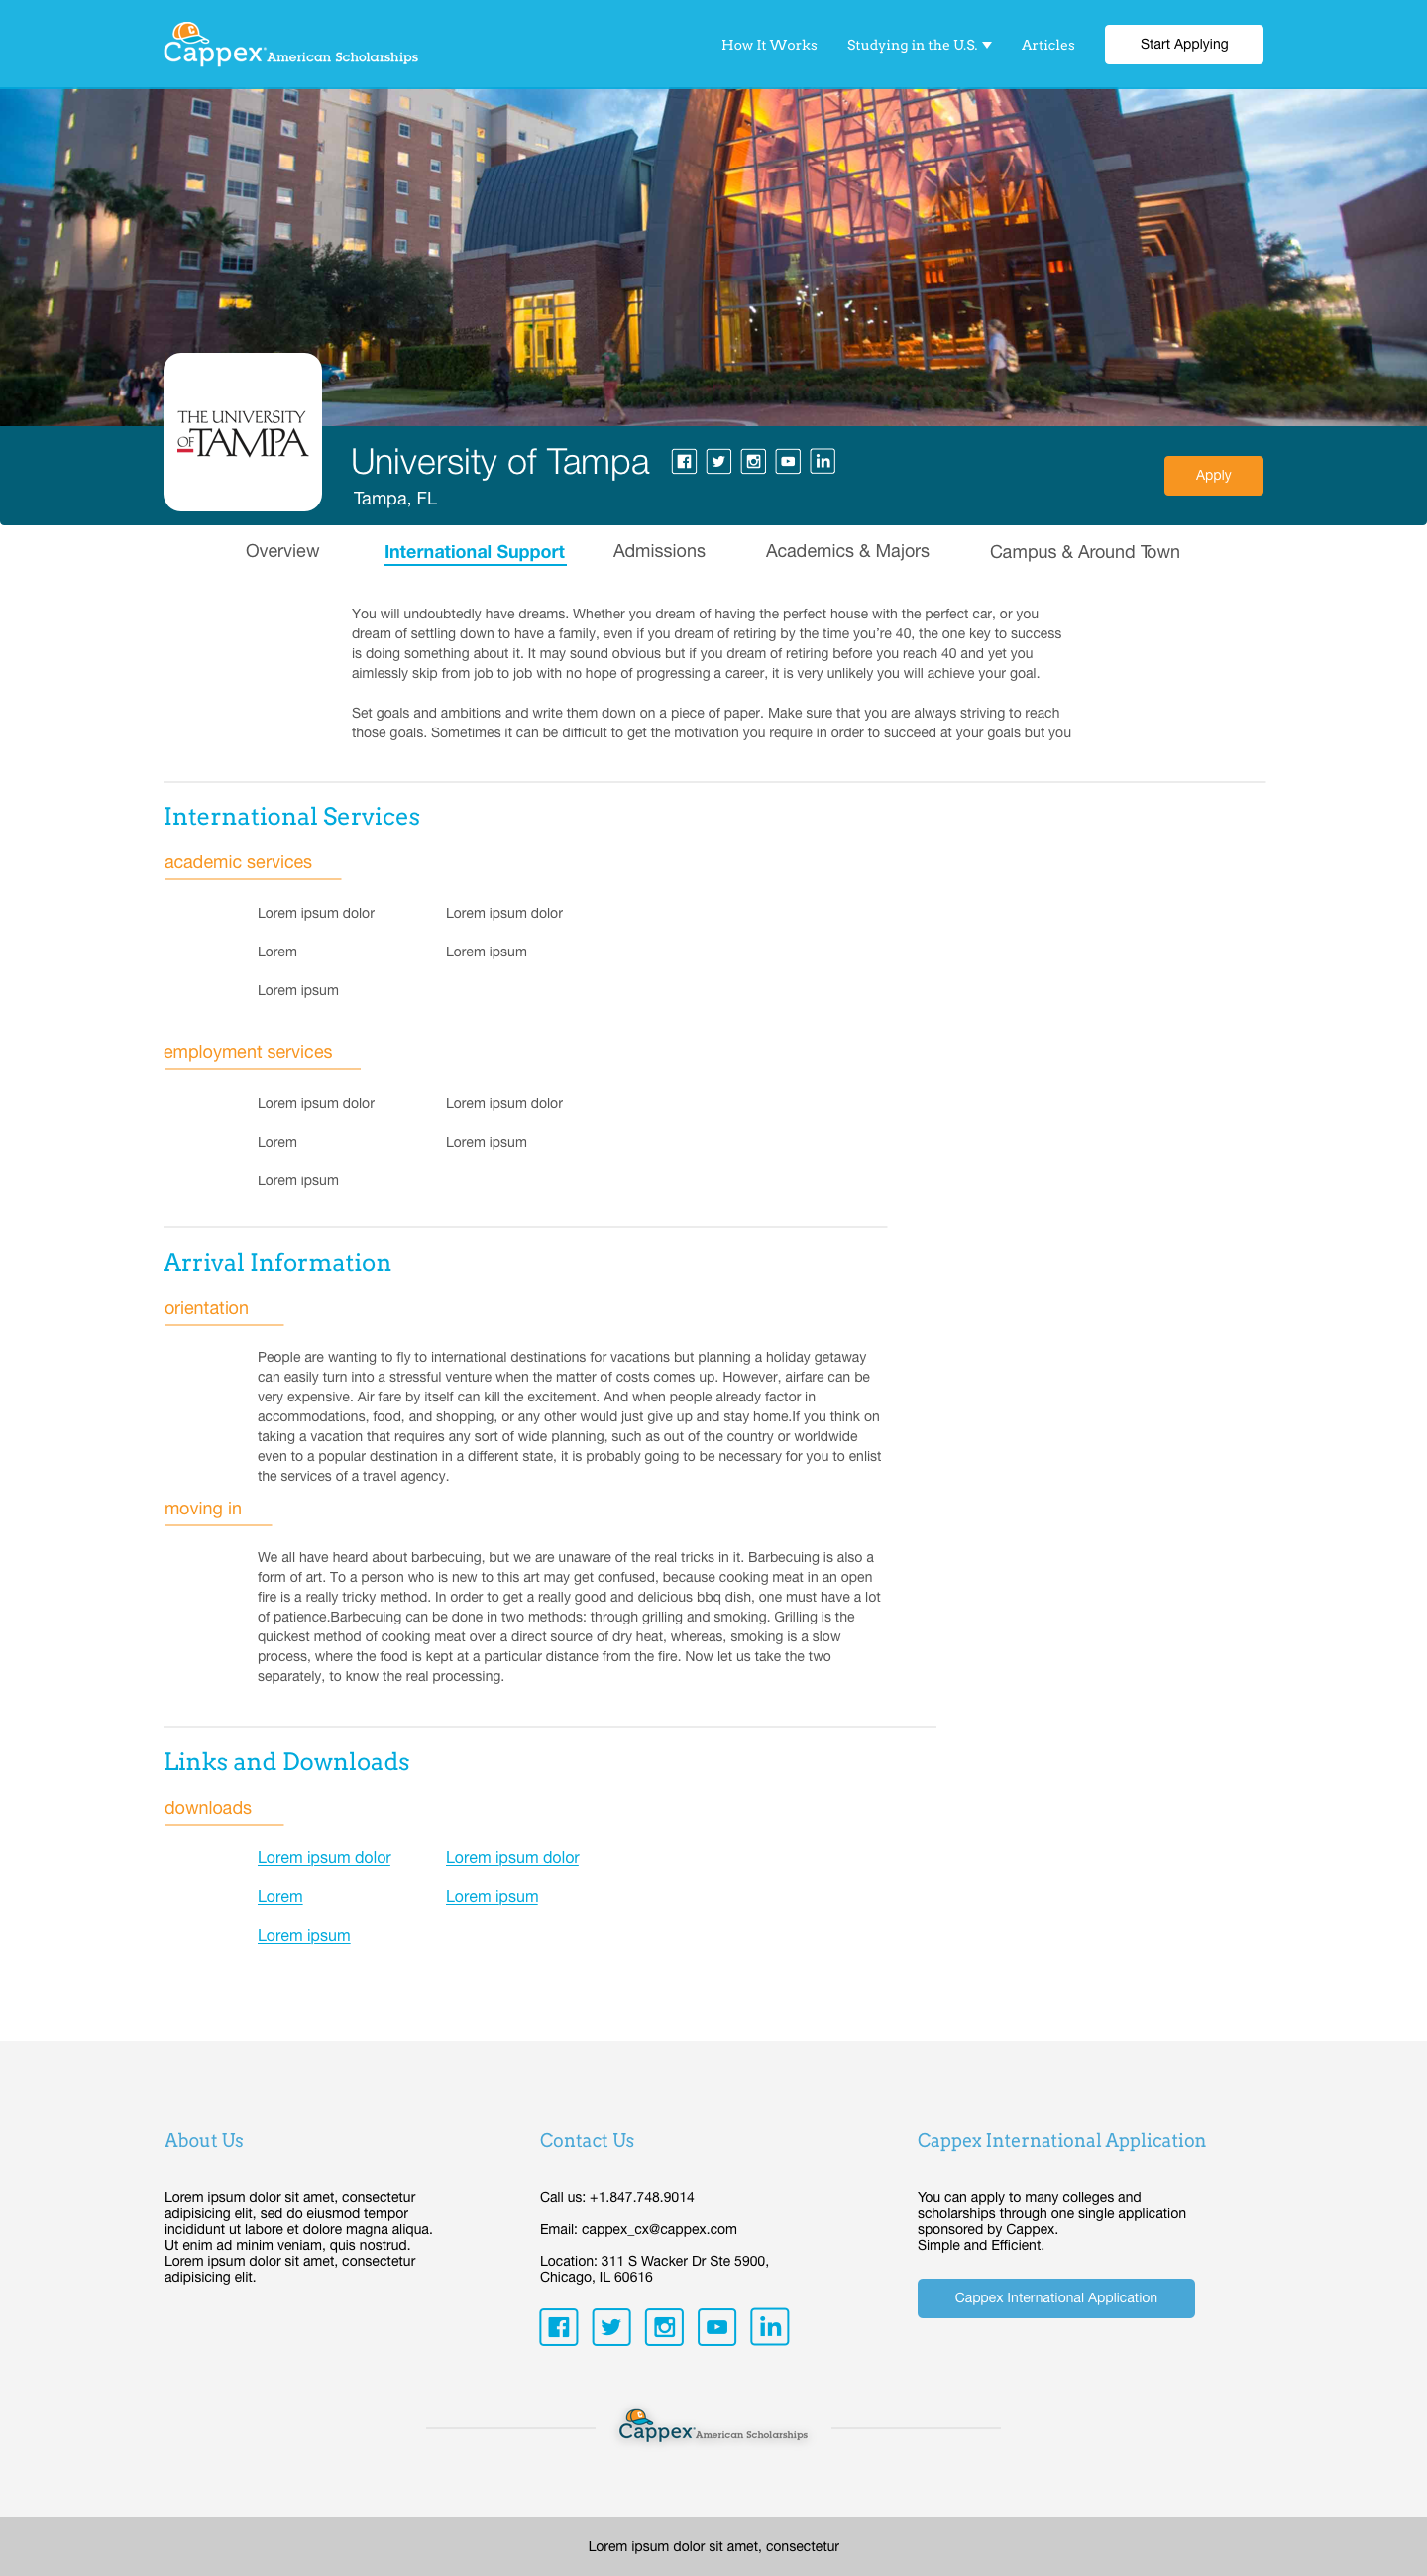 Cappex American Scholarships
How It Works Studying in the U.S. Articles Start Applying
THE UNIVERSITY
OF TAMPA
University of Tampa
Tampa, FL
Apply
Overview International Support Admissions Academics & Majors Campus & Around Town
You will undoubtedly have dreams. Whether you dream of having the perfect house with the perfect car, or you
dream of settling down to have a family, even if you dream of retiring by the time you're 40, the one key to success
is doing something about it. It may sound obvious but if you dream of retiring before you reach 40 and yet you
aimlessly skip from job to job with no hope of progressing a career, it is very unlikely you will achieve your goal.
Set goals and ambitions and write them down on a piece of paper. Make sure that you are always striving to reach
those goals. Sometimes it can be difficult to get the motivation you require in order to succeed at your goals but you
International Services
academic services
Lorem ipsum dolor Lorem ipsum dolor
Lorem Lorem ipsum
Lorem ipsum
employment services
Lorem ipsum dolor Lorem ipsum dolor
Lorem Lorem ipsum
Lorem ipsum
Arrival Information
orientation
People are wanting to fly to international destinations for vacations but planning a holiday getaway
can easily turn into a stressful venture when the matter of costs comes up. However, airfare can be
very expensive. Air fare by itself can kill the excitement. And when people already factor in
accommodations, food, and shopping, or any other would just give up and stay home.If you think on
taking a vacation that requires any sort of wide planning, such as out of the country or worldwide
even to a popular destination in a different state, it is probably going to be necessary for you to enlist
the services of a travel agency.
moving in
We all have heard about barbecuing, but we are unaware of the real tricks in it. Barbecuing is also a
form of art. To a person who is new to this art may get confused, because cooking meat in an open
fire is a really tricky method. In order to get a really good and delicious bbq dish, one must have a lot
of patience.Barbecuing can be done in two methods: through grilling and smoking. Grilling is the
quickest method of cooking meat over a direct source of dry heat, whereas, smoking is a slow
process, where the food is kept at a particular distance from the fire. Now let us take the two
separately, to know the real processing.
Links and Downloads
downloads
Lorem ipsum dolor Lorem ipsum dolor
Lorem Lorem ipsum
Lorem ipsum
About Us
Lorem ipsum dolor sit amet, consectetur
adipisicing elit, sed do eiusmod tempor
incididunt ut labore et dolore magna aliqua.
Ut enim ad minim veniam, quis nostrud.
Lorem ipsum dolor sit amet, consectetur
adipisicing elit.
Contact Us
Call us: +1.847.748.9014
Email: cappex_cx@cappex.com
Location: 311 S Wacker Dr Ste 5900,
Chicago, IL 60616
Cappex International Application
You can apply to many colleges and
scholarships through one single application
sponsored by Cappex.
Simple and Efficient.
Cappex International Application
Cappex American Scholarships
Lorem ipsum dolor sit amet, consectetur